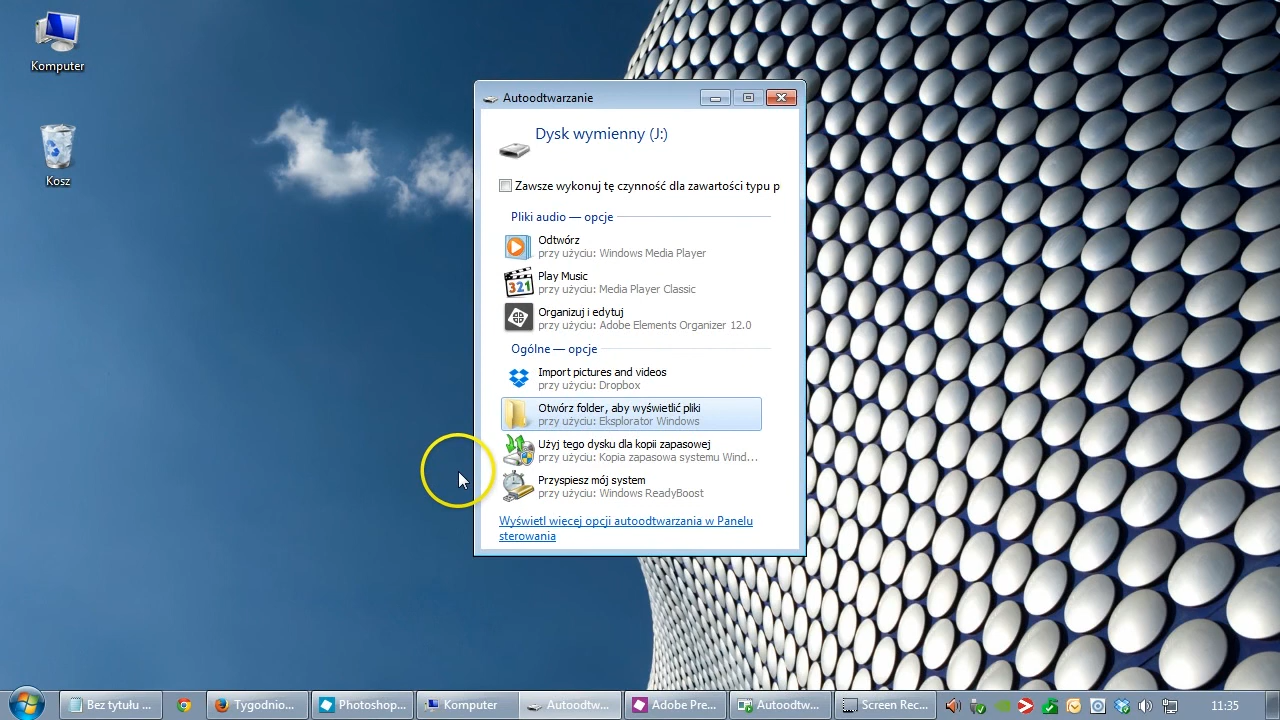 Komputer
Kosz
Autoodtwarzanie
Dysk wymienny (J:)
Zawsze wykonuj tę czynność dla zawartości typu p
Pliki audio — opcje
Odtwórz
przy użyciu: Windows Media Player
Play Music
przy użyciu: Media Player Classic
321
Organizuj i edytuj
przy użyciu: Adobe Elements Organizer 12.0
Ogólne — opcje
Import pictures and videos
przy użyciu: Dropbox
Otwórz folder, aby wyświetlić pliki
przy użyciu: Eksplorator Windows
Użyj tego dysku dla kopii zapasowej
przy użyciu: Kopia zapasowa systemu Wind...
Przyspiesz mój system
przy użyciu: Windows ReadyBoost
Wyświetl więcej opcji autoodtwarzania w Panelu
sterowania
Bez tytułu ...
Tygodnio...
Photoshop...
Komputer
Autoodtw...
Adobe Pre...
Autoodtw...
Screen Rec...
11:35